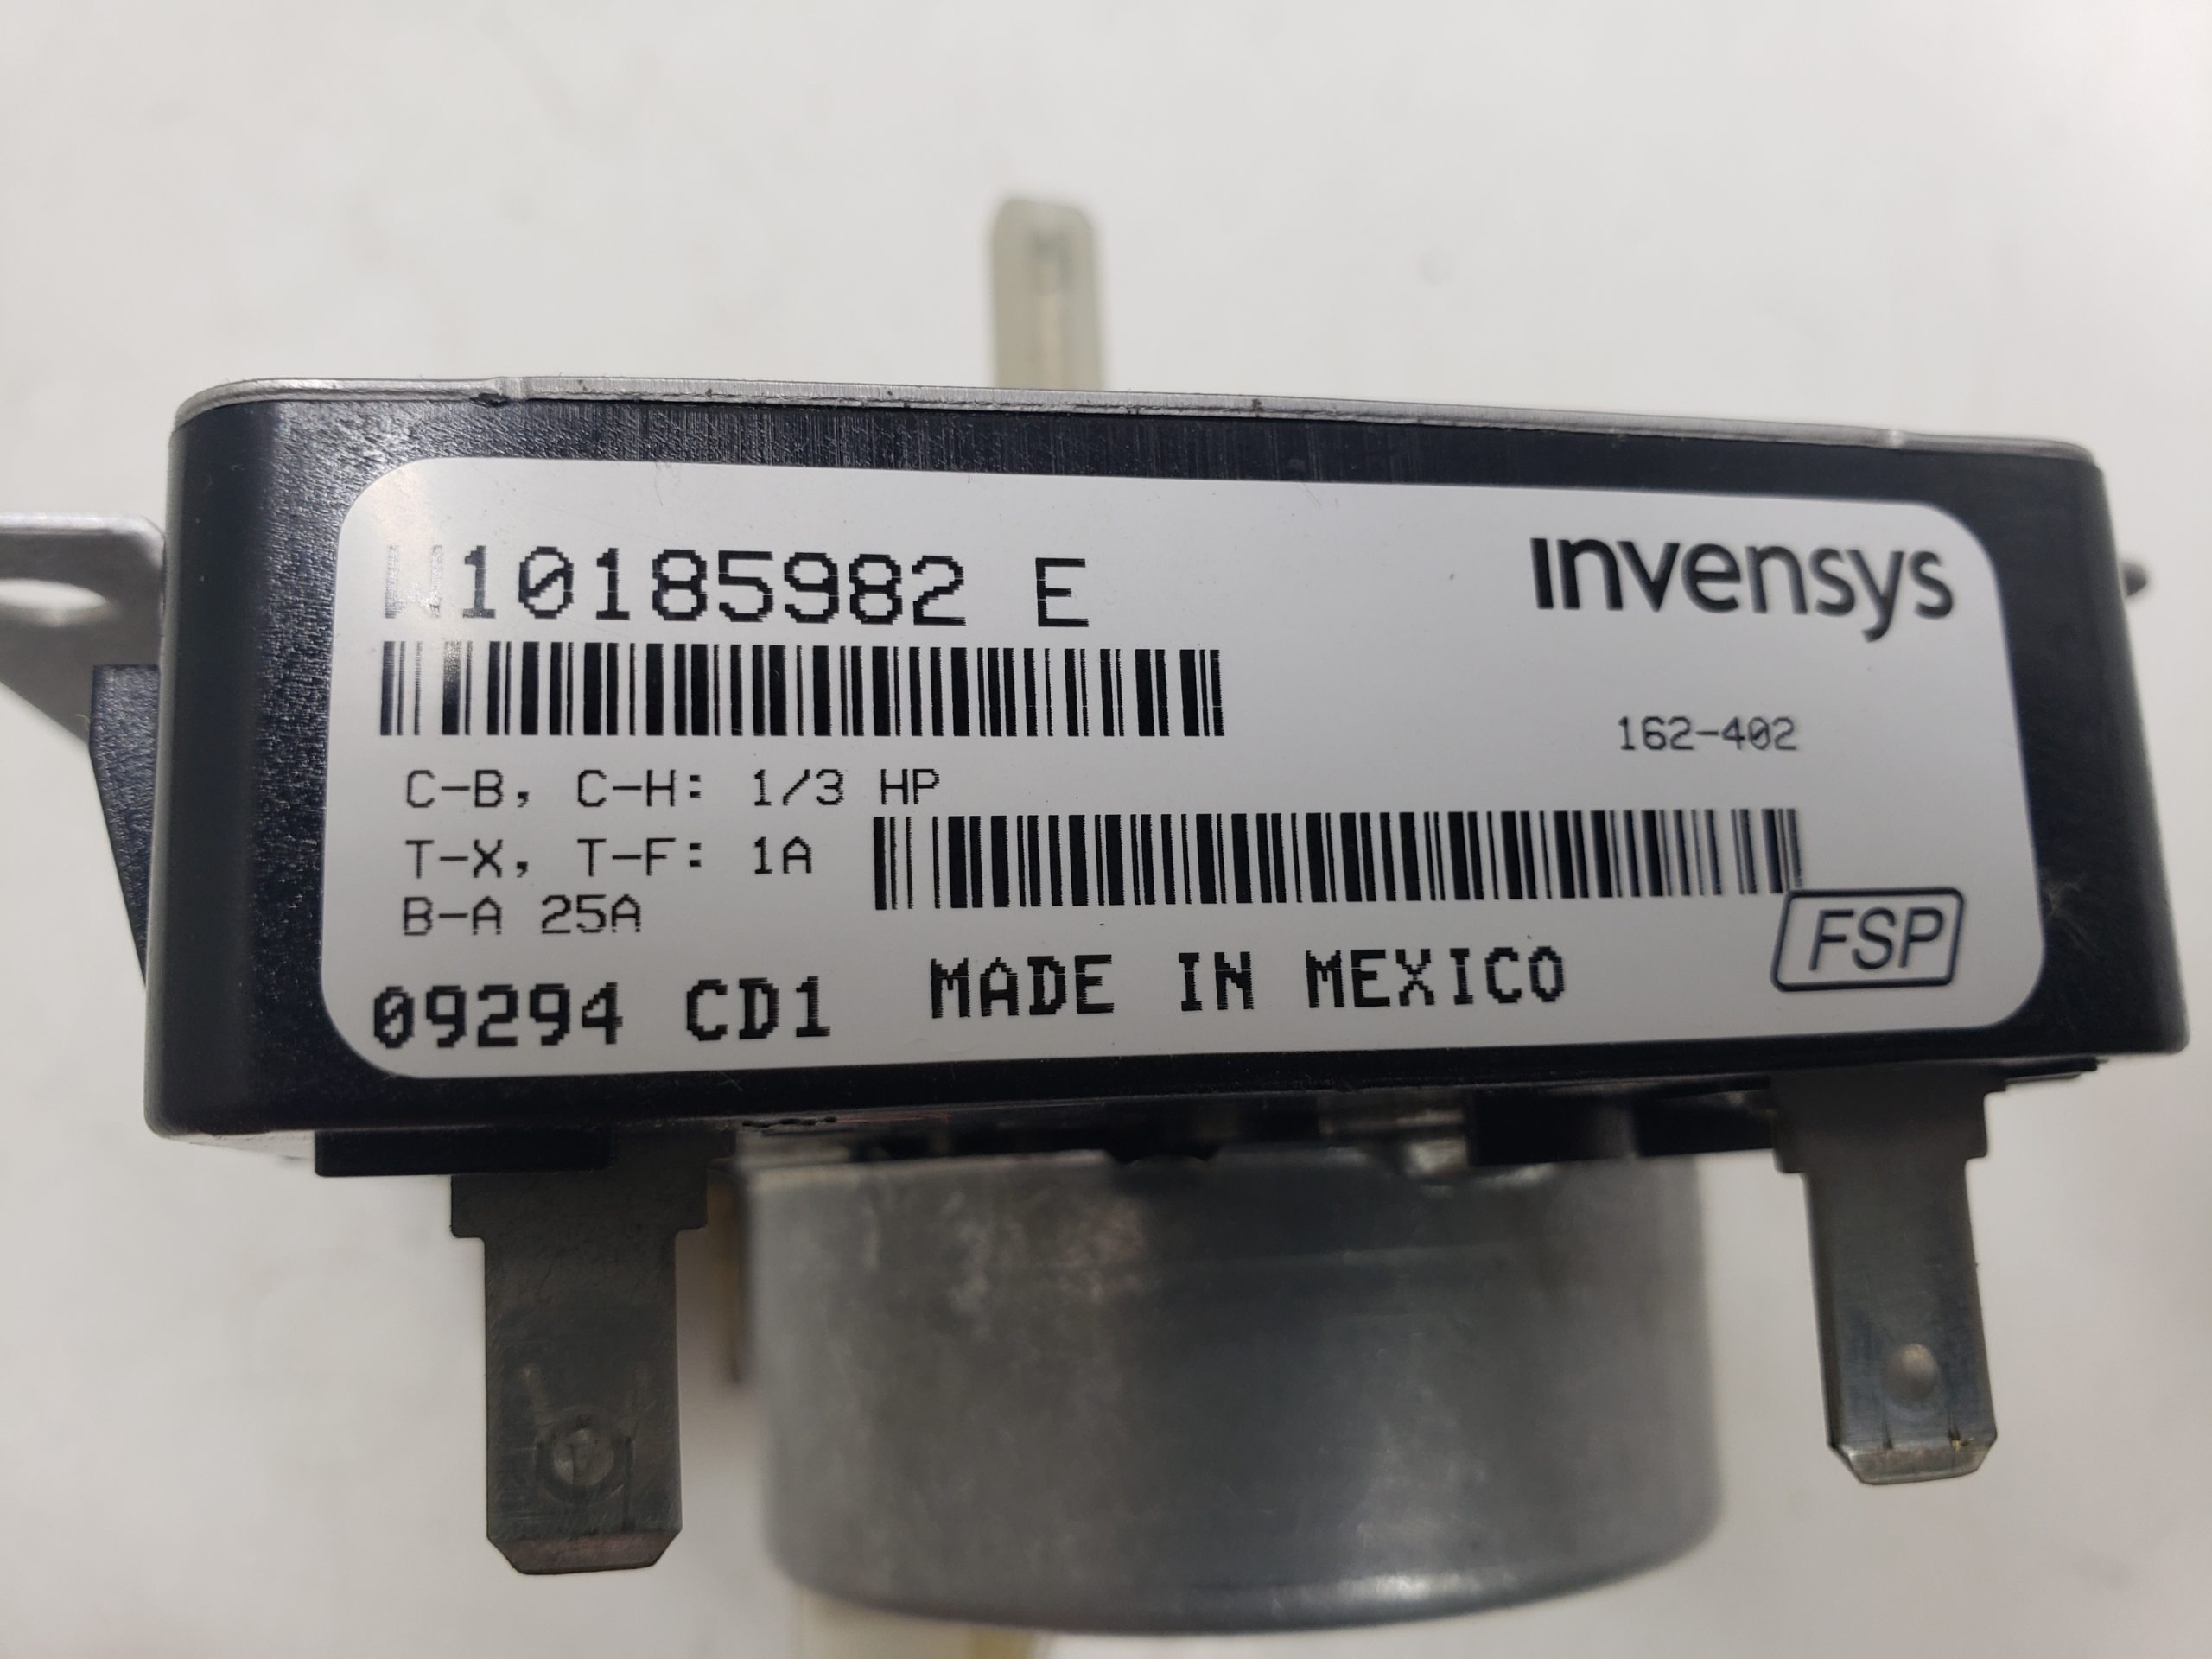 W10185982 E
invensys
162-402
C-B, C-H: 1/3 HP
T-X, T-F: 1A
B-A 25A
FSP
09294 CD1 MADE IN MEXICO